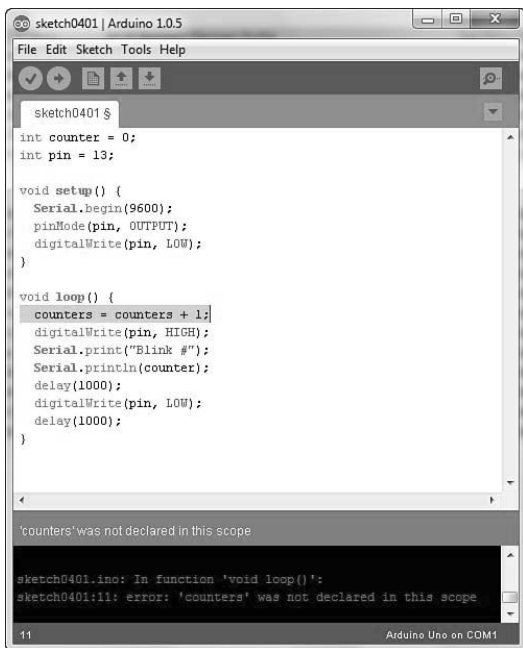 sketch0401 | Arduino 1.0.5
File Edit Sketch Tools Help
sketch0401 §
int counter = 0;
int pin = 13;
void setup() {
Serial.begin(9600);
pinMode(pin, OUTPUT);
digitalWrite(pin, LOW);
}
void loop() {
counters = counters + 1;
digitalWrite(pin, HIGH);
Serial.print("Blink #");
Serial.println(counter);
delay(1000);
digitalWrite(pin, LOW);
delay(1000);
}
'counters' was not declared in this scope
sketch0401.ino: In function 'void loop()':
sketch0401:11: error: 'counters' was not declared in this scope
11 Arduino Uno on COM1